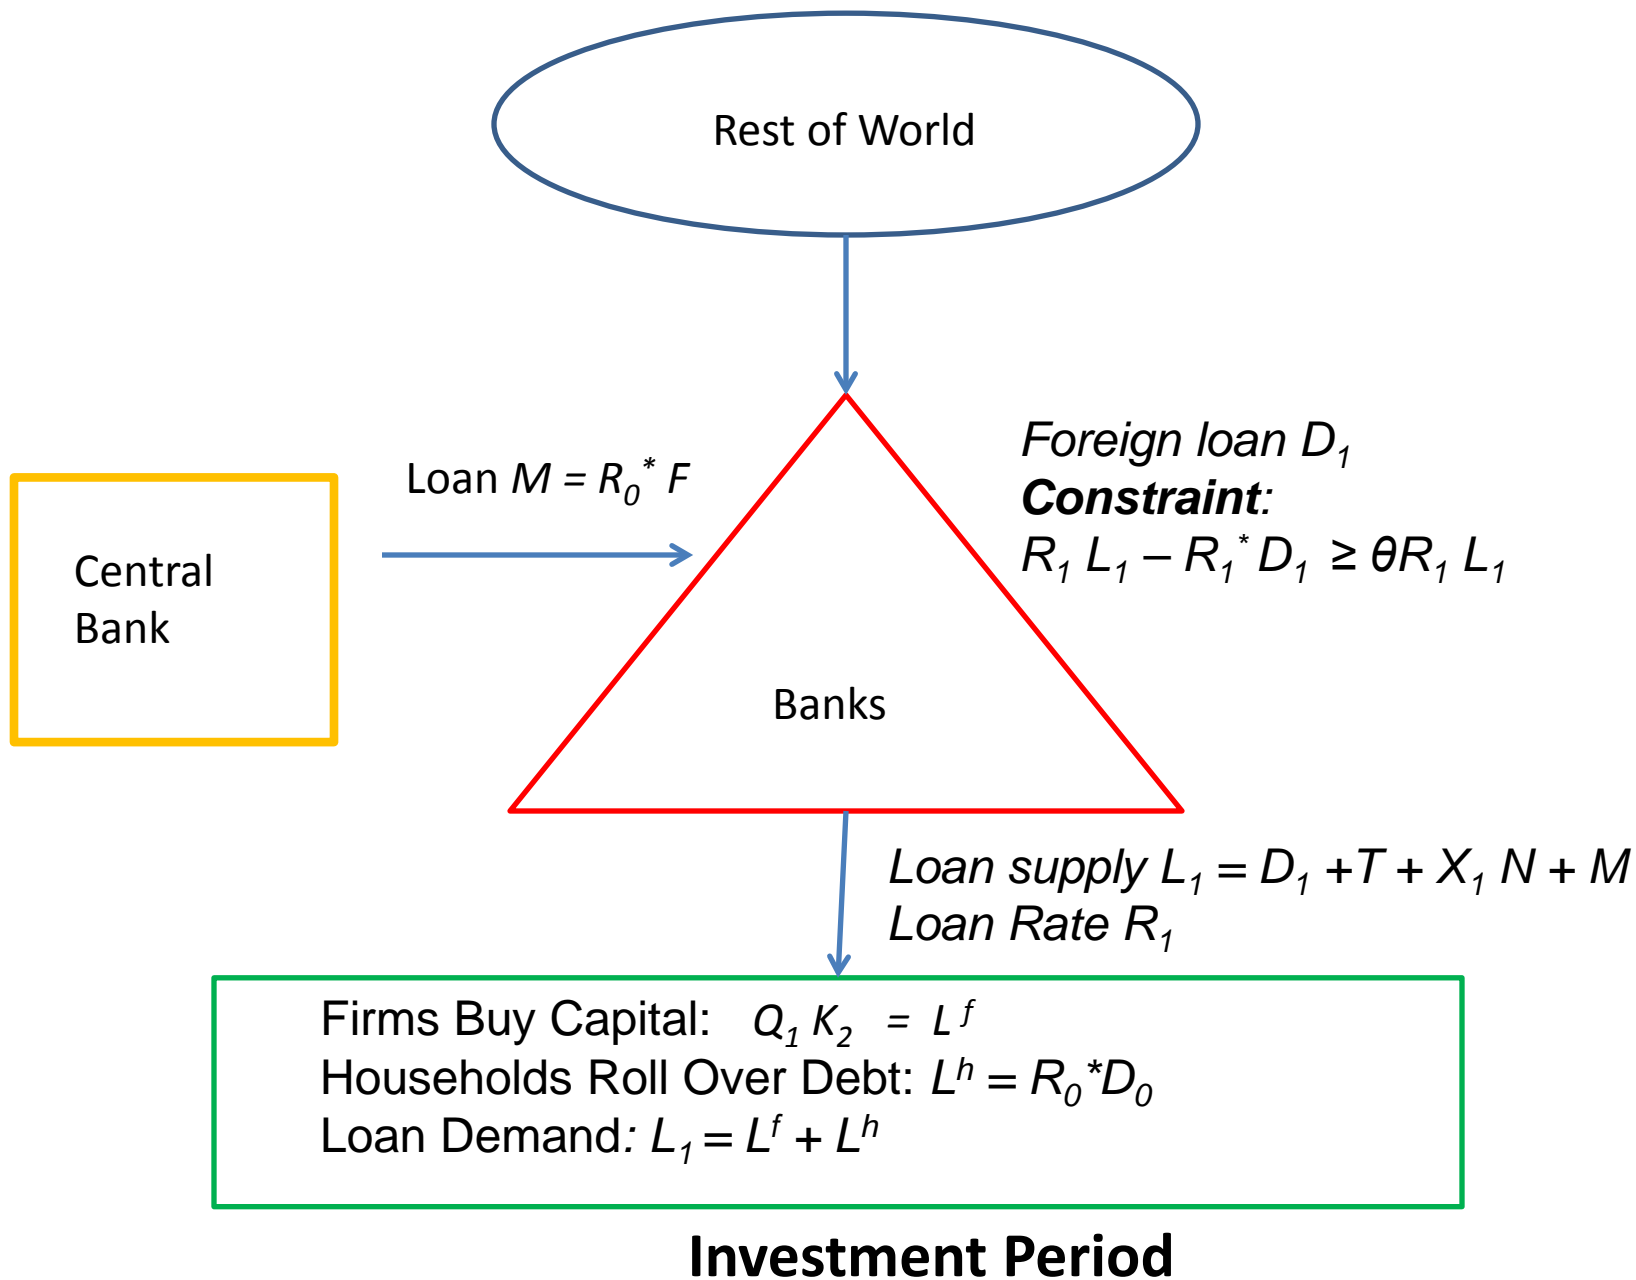 Rest of World
Foreign loan D₁
Loan M = R₀* F
Constraint:
R₁ L₁ – R₁* D₁ ≥ θR₁ L₁
Central
Bank
Banks
Loan supply L₁ = D₁ +T + X₁ N + M
Loan Rate R₁
Firms Buy Capital: Q₁ K₂ = L ᶠ
Households Roll Over Debt: Lʰ = R₀*D₀
Loan Demand: L₁ = Lᶠ + Lʰ
Investment Period